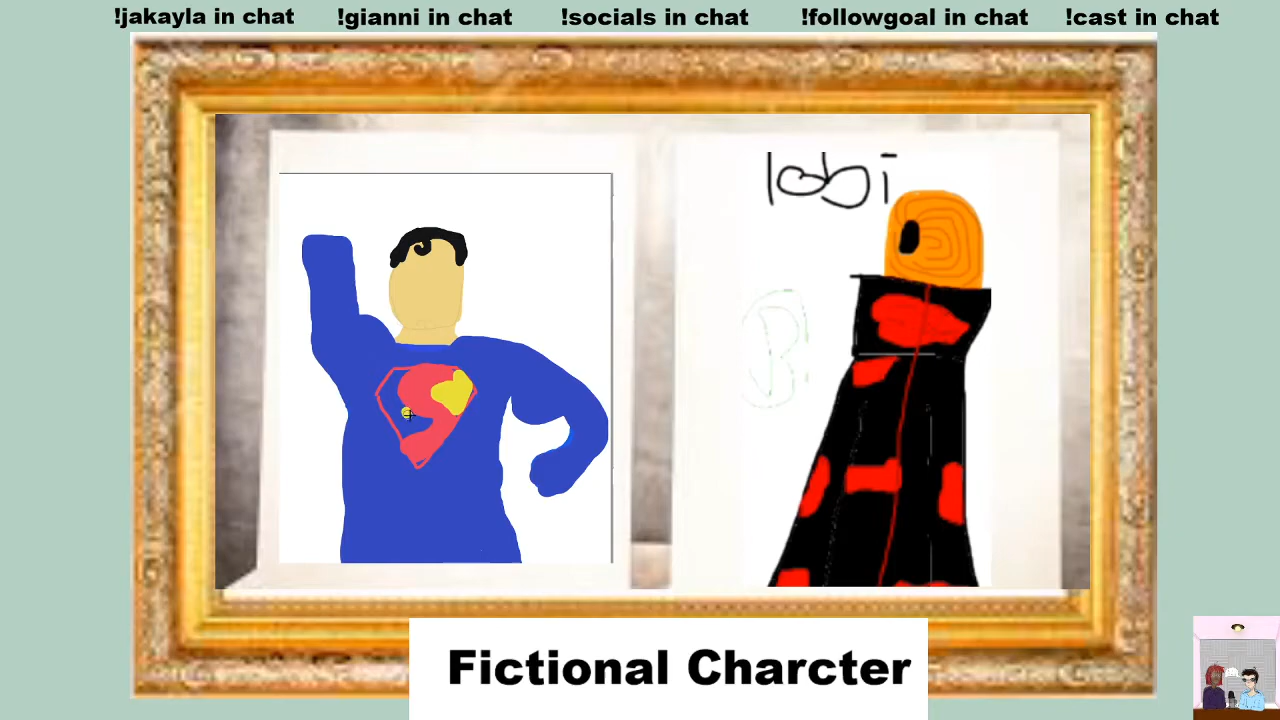 !jakayla in chat !gianni in chat !socials in chat !followgoal in chat !cast in chat
Tobi
Fictional Charcter